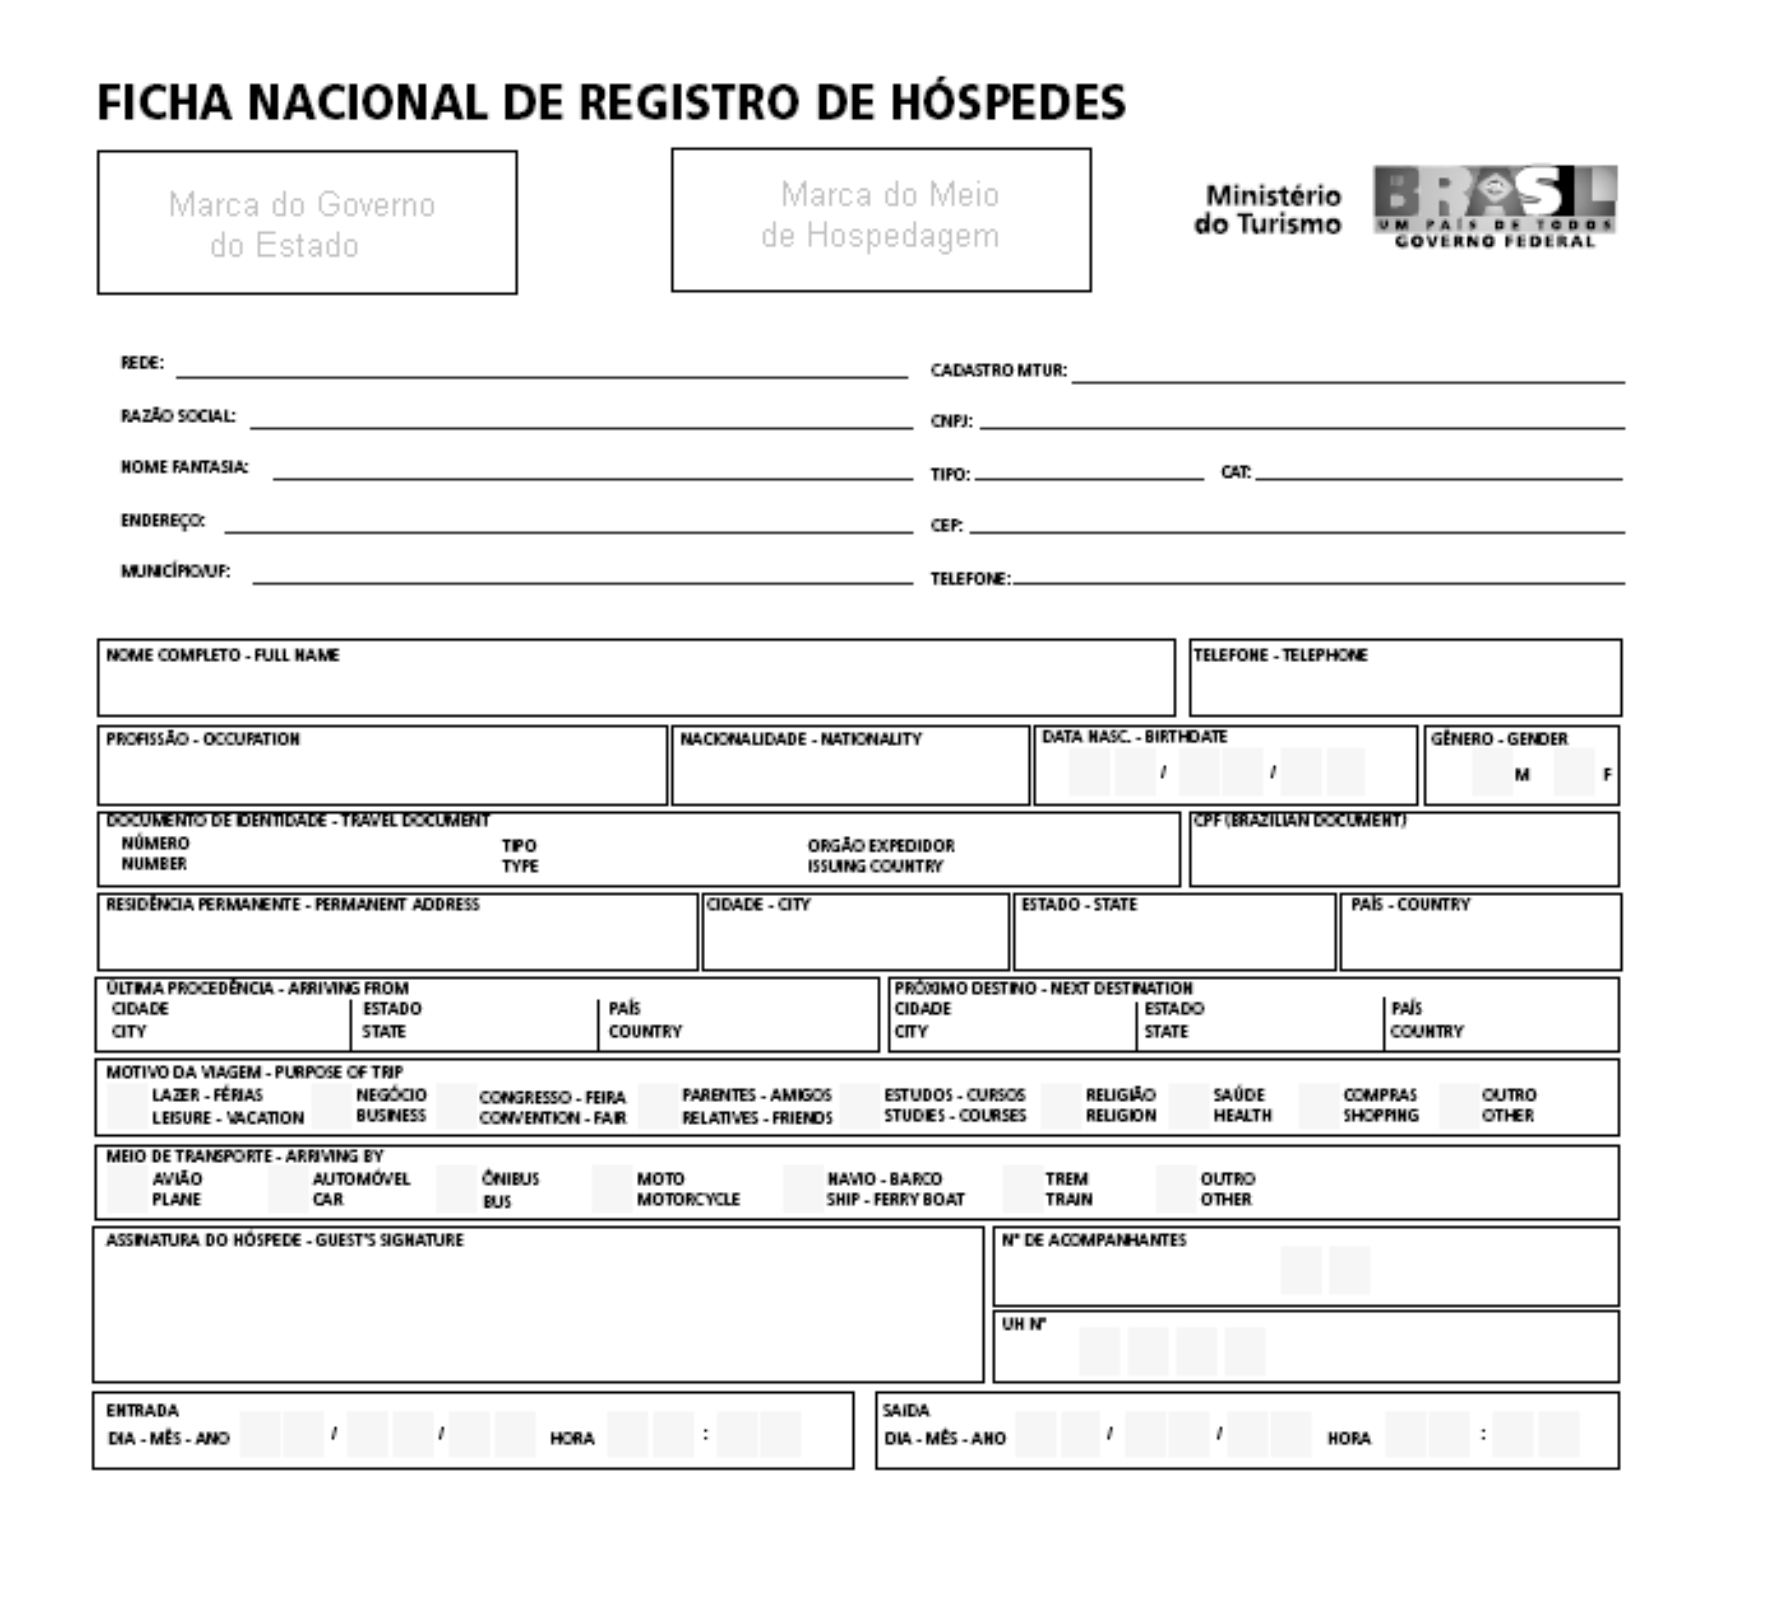 FICHA NACIONAL DE REGISTRO DE HÓSPEDES
Marca do Governo
do Estado
Marca do Meio
de Hospedagem
Ministério
do Turismo
BRASIL
UM PAÍS DE TODOS
GOVERNO FEDERAL
REDE:
CADASTRO MTUR:
RAZÃO SOCIAL:
CNPJ:
NOME FANTASIA:
TIPO:
CAT:
ENDEREÇO:
CEP:
MUNICÍPIO/UF:
TELEFONE:
NOME COMPLETO - FULL NAME
TELEFONE - TELEPHONE
PROFISSÃO - OCCUPATION
NACIONALIDADE - NATIONALITY
DATA NASC. - BIRTHDATE
/ /
GÊNERO - GENDER
M F
DOCUMENTO DE IDENTIDADE - TRAVEL DOCUMENT
NÚMERO
NUMBER
TIPO
TYPE
ORGÃO EXPEDIDOR
ISSUING COUNTRY
CPF (BRAZILIAN DOCUMENT)
RESIDÊNCIA PERMANENTE - PERMANENT ADDRESS
CIDADE - CITY
ESTADO - STATE
PAÍS - COUNTRY
ÚLTIMA PROCEDÊNCIA - ARRIVING FROM
CIDADE
CITY
ESTADO
STATE
PAÍS
COUNTRY
PRÓXIMO DESTINO - NEXT DESTINATION
CIDADE
CITY
ESTADO
STATE
PAÍS
COUNTRY
MOTIVO DA VIAGEM - PURPOSE OF TRIP
LAZER - FÉRIAS
LEISURE - VACATION
NEGÓCIO
BUSINESS
CONGRESSO - FEIRA
CONVENTION - FAIR
PARENTES - AMIGOS
RELATIVES - FRIENDS
ESTUDOS - CURSOS
STUDIES - COURSES
RELIGIÃO
RELIGION
SAÚDE
HEALTH
COMPRAS
SHOPPING
OUTRO
OTHER
MEIO DE TRANSPORTE - ARRIVING BY
AVIÃO
PLANE
AUTOMÓVEL
CAR
ÔNIBUS
BUS
MOTO
MOTORCYCLE
NAVIO - BARCO
SHIP - FERRY BOAT
TREM
TRAIN
OUTRO
OTHER
ASSINATURA DO HÓSPEDE - GUEST'S SIGNATURE
N° DE ACOMPANHANTES
UH N°
ENTRADA
DIA - MÊS - ANO / / HORA :
SAIDA
DIA - MÊS - ANO / / HORA :